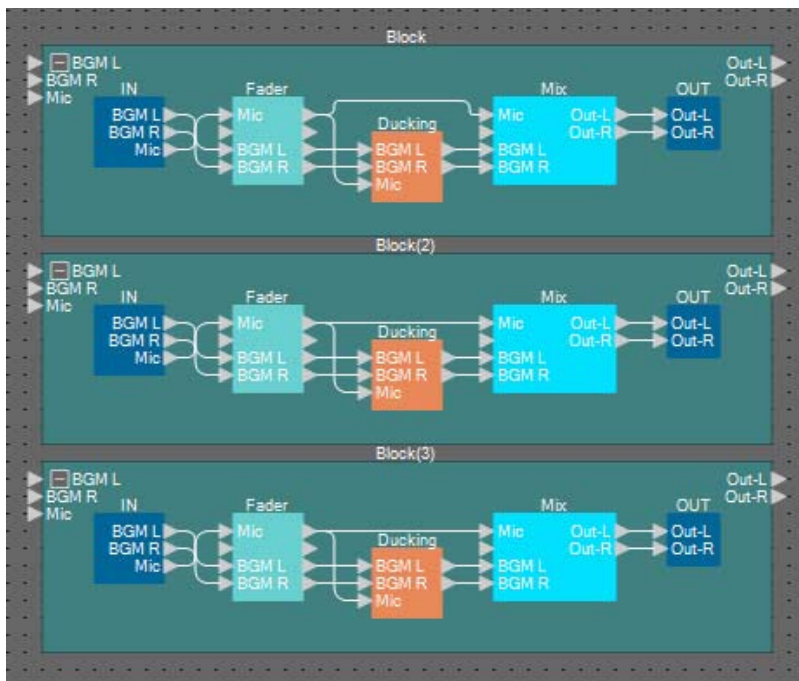 Block
BGM L Out-L
BGM R Out-R
Mic IN Fader Mix OUT
BGM L Mic Ducking Mic Out-L Out-L
BGM R Out-R Out-R
Mic BGM L BGM L BGM L
BGM R BGM R BGM R
Mic
Block(2)
BGM L Out-L
BGM R Out-R
Mic IN Fader Mix OUT
BGM L Mic Ducking Mic Out-L Out-L
BGM R Out-R Out-R
Mic BGM L BGM L BGM L
BGM R BGM R BGM R
Mic
Block(3)
BGM L Out-L
BGM R Out-R
Mic IN Fader Mix OUT
BGM L Mic Ducking Mic Out-L Out-L
BGM R Out-R Out-R
Mic BGM L BGM L BGM L
BGM R BGM R BGM R
Mic